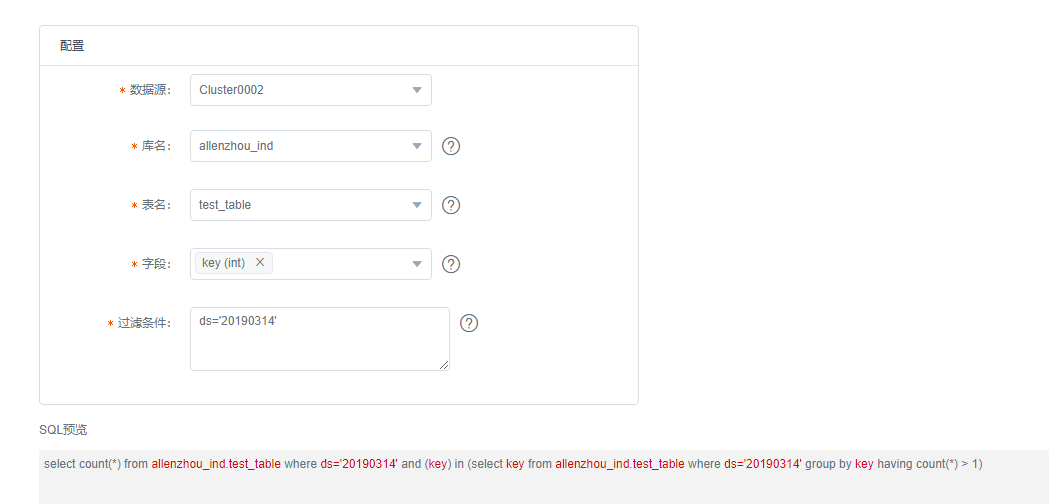 配置
* 数据源：
Cluster0002
* 库名：
allenzhou_ind
?
* 表名：
test_table
?
* 字段：
key (int) ×
?
* 过滤条件：
ds='20190314'
?
SQL预览
select count(*) from allenzhou_ind.test_table where ds='20190314' and (key) in (select key from allenzhou_ind.test_table where ds='20190314' group by key having count(*) > 1)